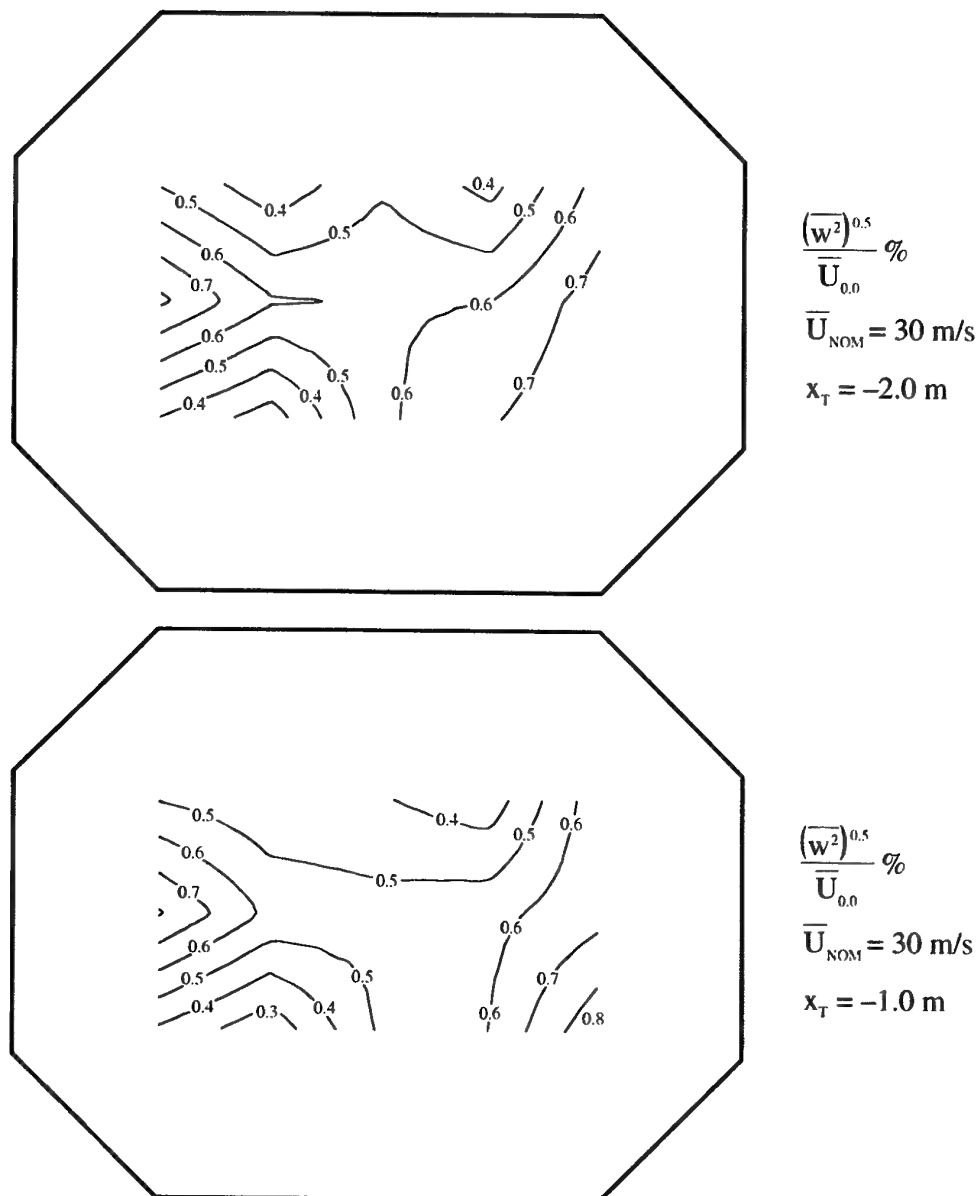 0.4
0.5 0.4 0.5 0.5 0.6
0.6
0.7 0.7
0.6 0.6
0.5 0.5
0.4 0.4 0.6 0.7
(w²)^0.5
U̅0.0 %
U̅NOM = 30 m/s
xT = –2.0 m
0.5 0.4
0.6 0.5 0.6
0.7 0.5
0.6 0.6
0.5 0.5 0.7
0.4 0.3 0.4 0.6 0.8
(w²)^0.5
U̅0.0 %
U̅NOM = 30 m/s
xT = –1.0 m